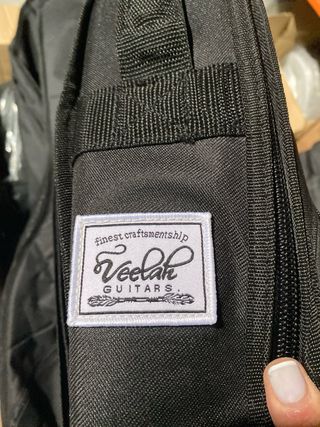 finest craftsmentship
Veelah
GUITARS.